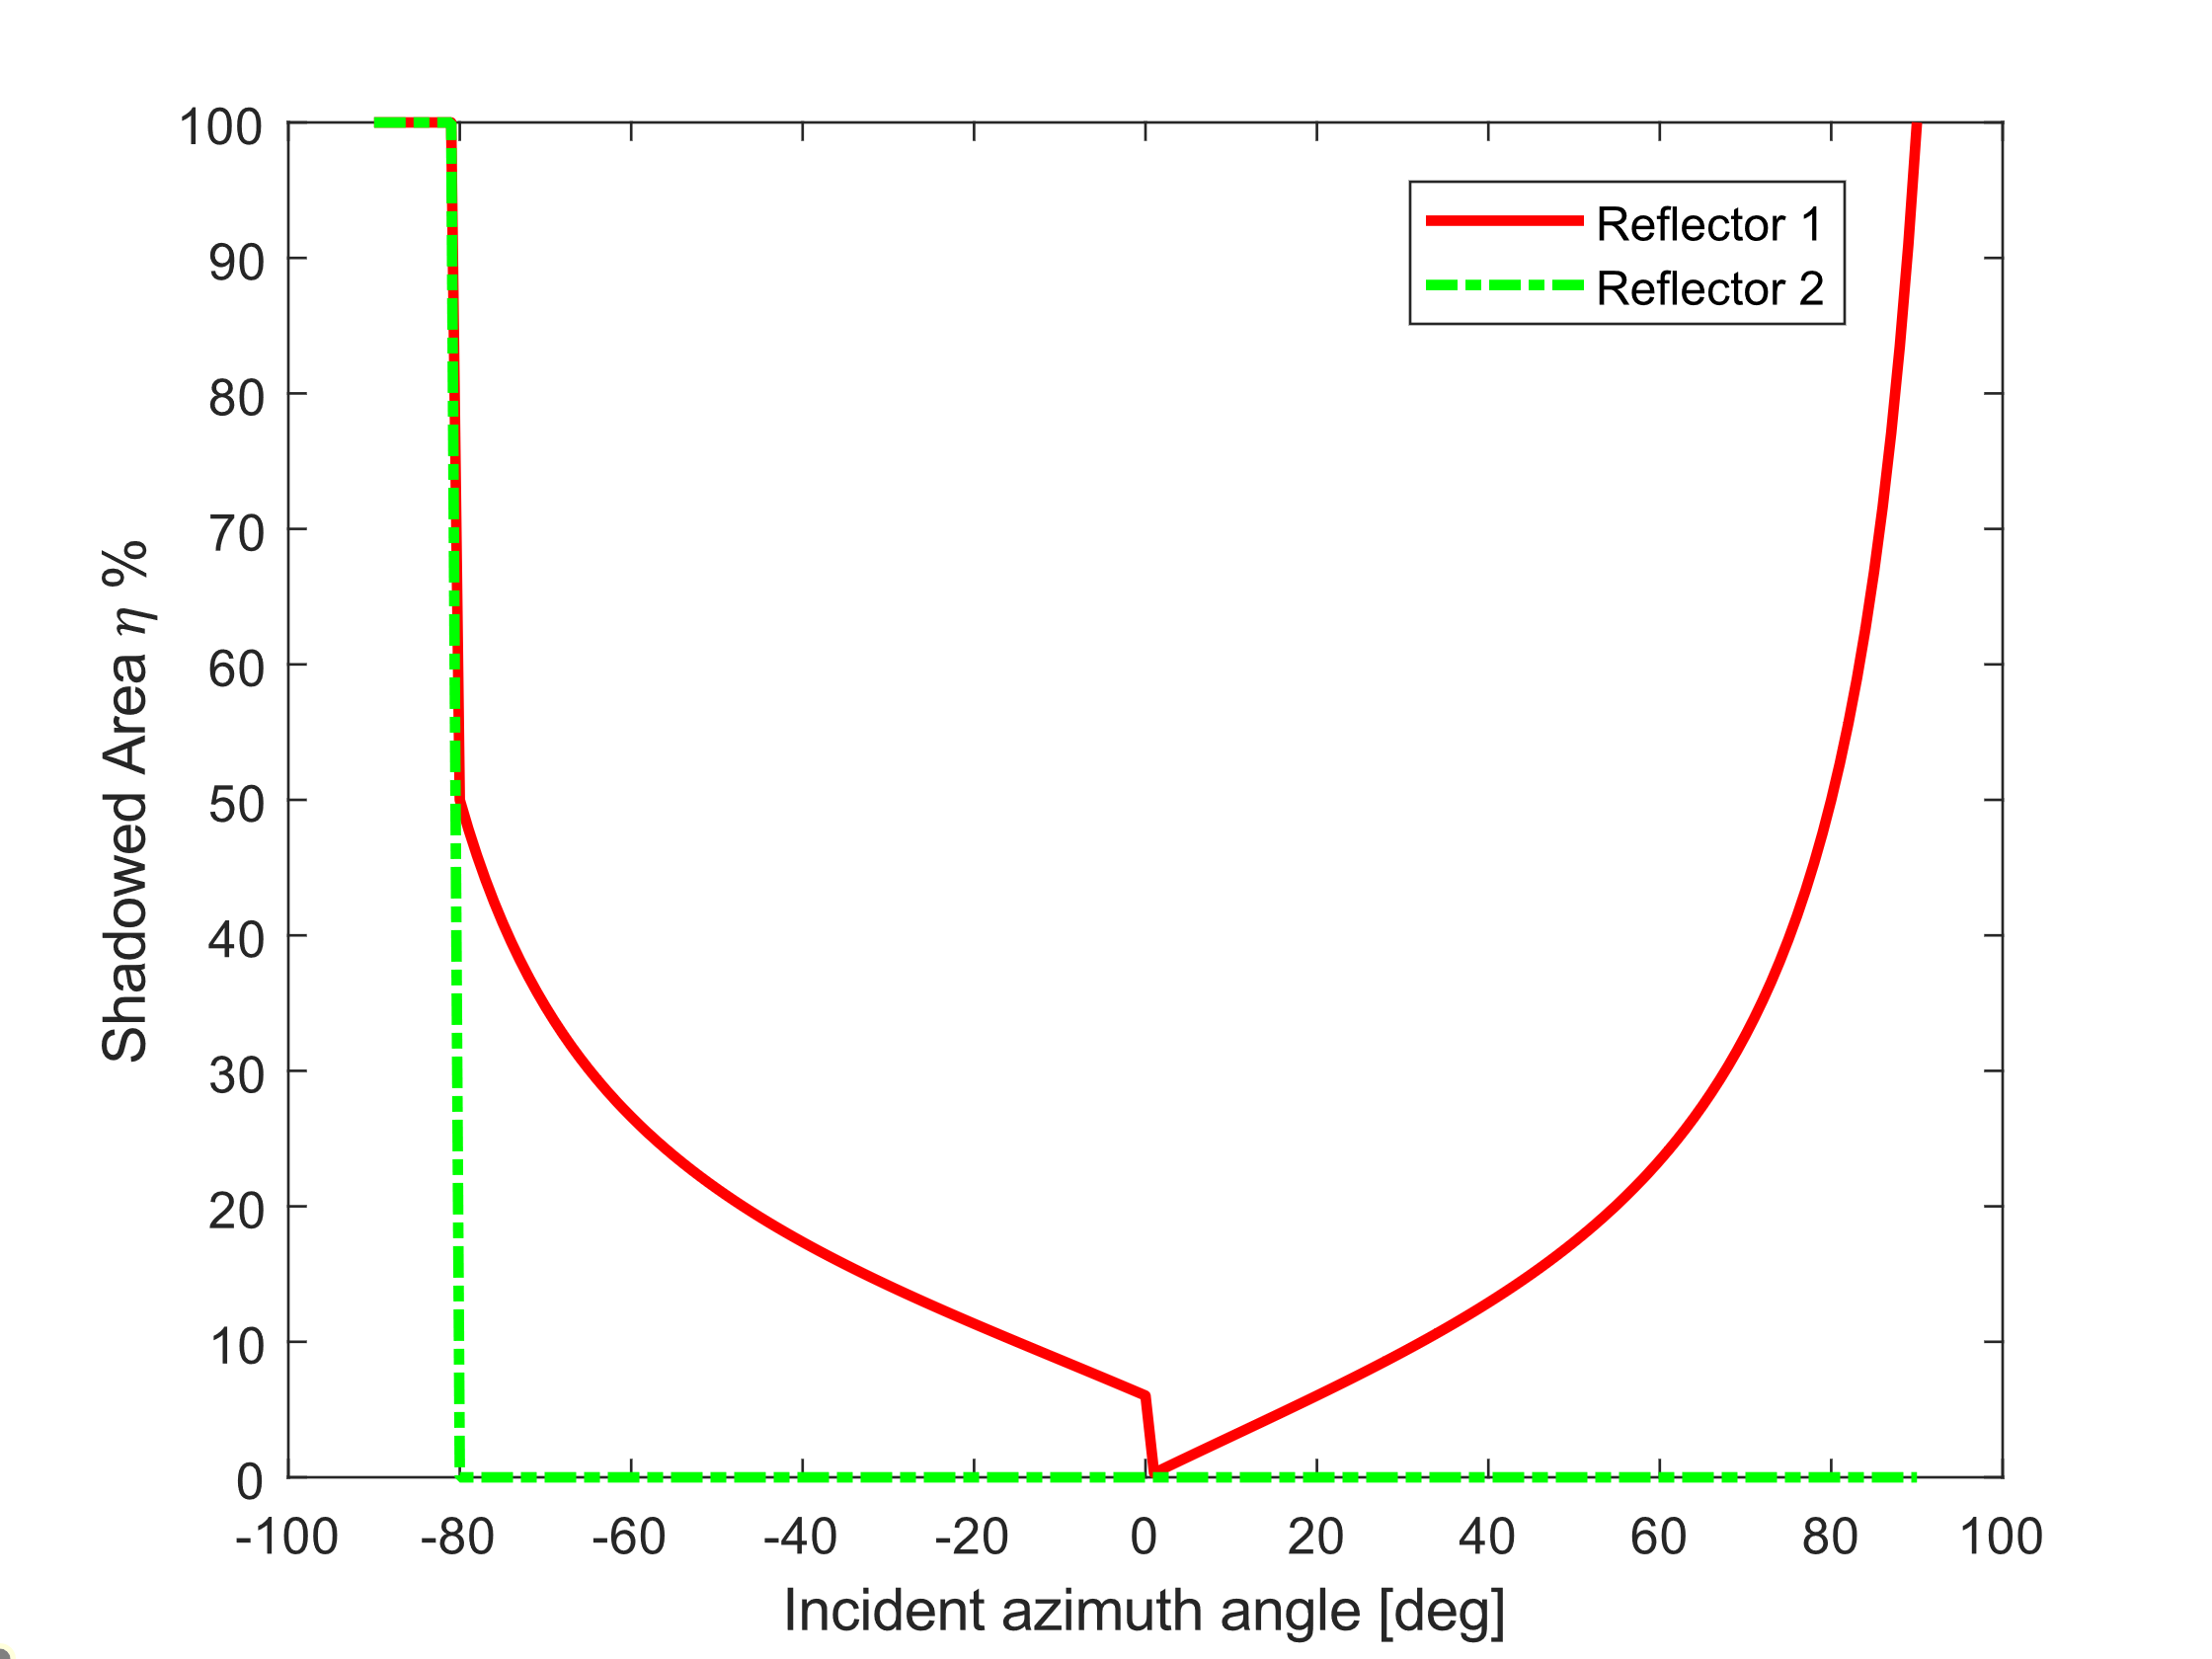 100
90
80
70
60
50
40
30
20
10
0
Shadowed Area η %
Reflector 1
Reflector 2
-100 -80 -60 -40 -20 0 20 40 60 80 100
Incident azimuth angle [deg]